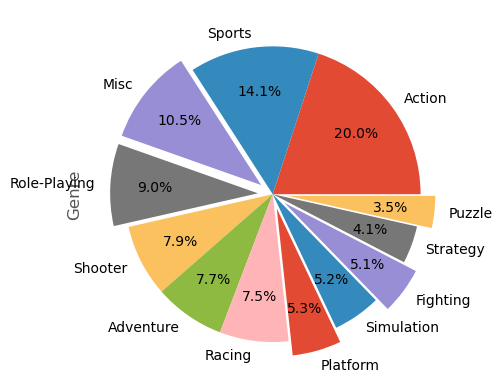 Sports
Misc
Action
14.1%
10.5%
20.0%
Role-Playing
9.0%
Genre
3.5%
Puzzle
4.1%
Strategy
7.9%
Shooter
5.1%
Fighting
7.7%
5.2%
Adventure
7.5%
5.3%
Simulation
Racing
Platform